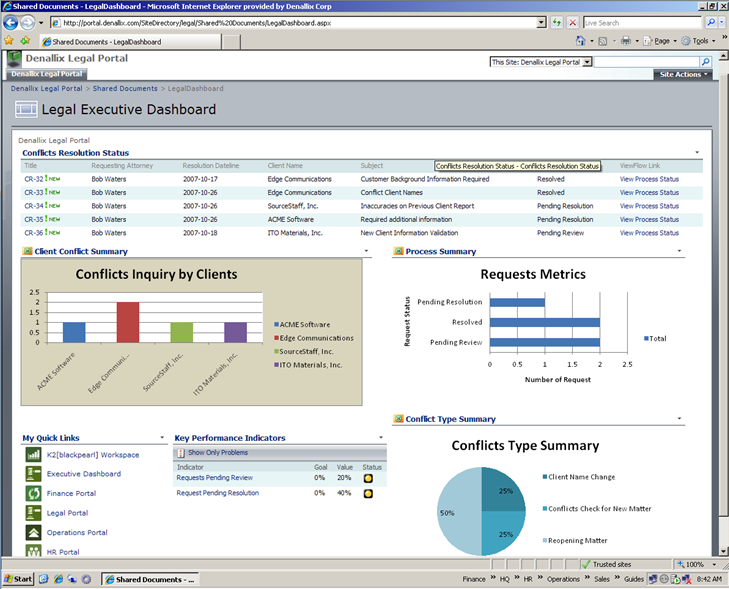 Shared Documents - LegalDashboard - Microsoft Internet Explorer provided by Denallix Corp
http://portal.denallix.com/SiteDirectory/legal/Shared%20Documents/LegalDashboard.aspx
Live Search
Shared Documents - LegalDashboard
Page
Tools
Denallix Legal Portal
This Site: Denallix Legal Portal
Denallix Legal Portal
Site Actions
Denallix Legal Portal > Shared Documents > LegalDashboard
Legal Executive Dashboard
Denallix Legal Portal
Conflicts Resolution Status
Title Requesting Attorney Resolution Dateline Client Name Subject Conflicts Resolution Status - Conflicts Resolution Status ViewFlow Link
CR-32 ! NEW Bob Waters 2007-10-17 Edge Communications Customer Background Information Required Resolved View Process Status
CR-33 ! NEW Bob Waters 2007-10-26 Edge Communications Conflict Client Names Resolved View Process Status
CR-34 ! NEW Bob Waters 2007-10-26 SourceStaff, Inc. Inaccuracies on Previous Client Report Pending Resolution View Process Status
CR-35 ! NEW Bob Waters 2007-10-26 ACME Software Required additional information Pending Resolution View Process Status
CR-36 ! NEW Bob Waters 2007-10-18 ITO Materials, Inc. New Client Information Validation Pending Review View Process Status
Client Conflict Summary
Conflicts Inquiry by Clients
2.5
2
1.5
1
0.5
0
ACME Software
Edge Communi...
SourceStaff, Inc.
ITO Materials, Inc.
ACME Software
Edge Communications
SourceStaff, Inc.
ITO Materials, Inc.
Process Summary
Requests Metrics
Request Status
Pending Resolution
Resolved
Pending Review
0 0.5 1 1.5 2 2.5
Number of Request
Total
My Quick Links
K2[blackpearl] Workspace
Executive Dashboard
Finance Portal
Legal Portal
Operations Portal
HR Portal
Key Performance Indicators
Show Only Problems
Indicator Goal Value Status
Requests Pending Review 0% 20%
Request Pending Resolution 0% 40%
Conflict Type Summary
Conflicts Type Summary
25%
25%
50%
Client Name Change
Conflicts Check for New Matter
Reopening Matter
Trusted sites
100%
Start
Shared Documents - ...
Finance » HQ » HR » Operations » Sales » Guides
8:42 AM